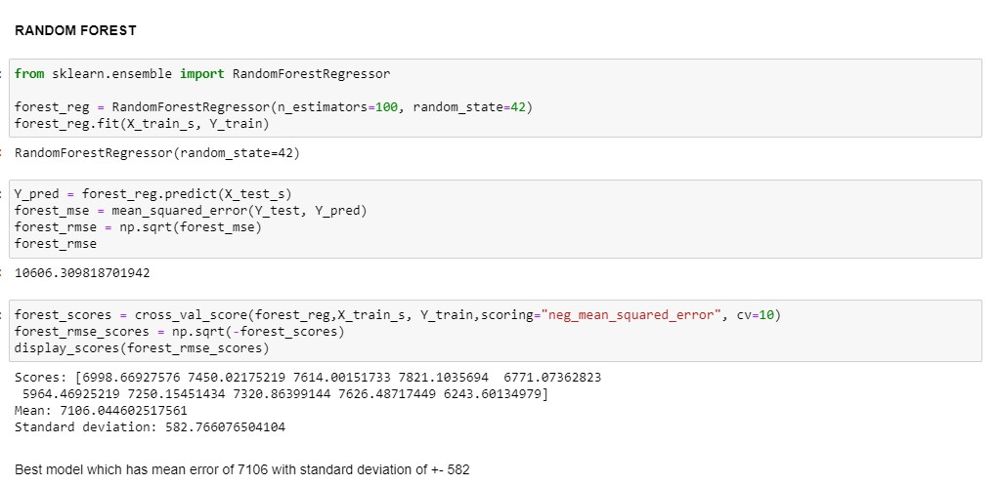 RANDOM FOREST
from sklearn.ensemble import RandomForestRegressor
forest_reg = RandomForestRegressor(n_estimators=100, random_state=42)
forest_reg.fit(X_train_s, Y_train)
RandomForestRegressor(random_state=42)
Y_pred = forest_reg.predict(X_test_s)
forest_mse = mean_squared_error(Y_test, Y_pred)
forest_rmse = np.sqrt(forest_mse)
forest_rmse
10606.309818701942
forest_scores = cross_val_score(forest_reg,X_train_s, Y_train,scoring="neg_mean_squared_error", cv=10)
forest_rmse_scores = np.sqrt(-forest_scores)
display_scores(forest_rmse_scores)
Scores: [6998.66927576 7450.02175219 7614.00151733 7821.1035694  6771.07362823
 5964.46925219 7250.15451434 7320.86399144 7626.48717449 6243.60134979]
Mean: 7106.044602517561
Standard deviation: 582.766076504104
Best model which has mean error of 7106 with standard deviation of +- 582